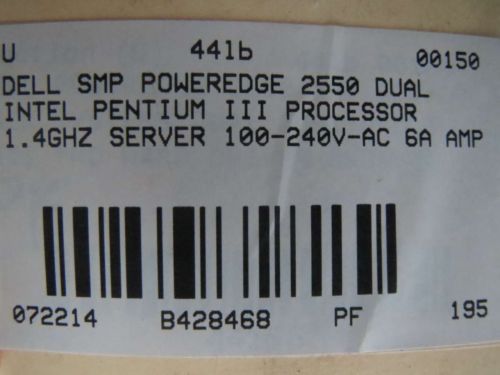 U 44lb 00150
DELL SMP POWEREDGE 2550 DUAL
INTEL PENTIUM III PROCESSOR
1.4GHZ SERVER 100-240V-AC 6A AMP
072214 B428468 PF 195